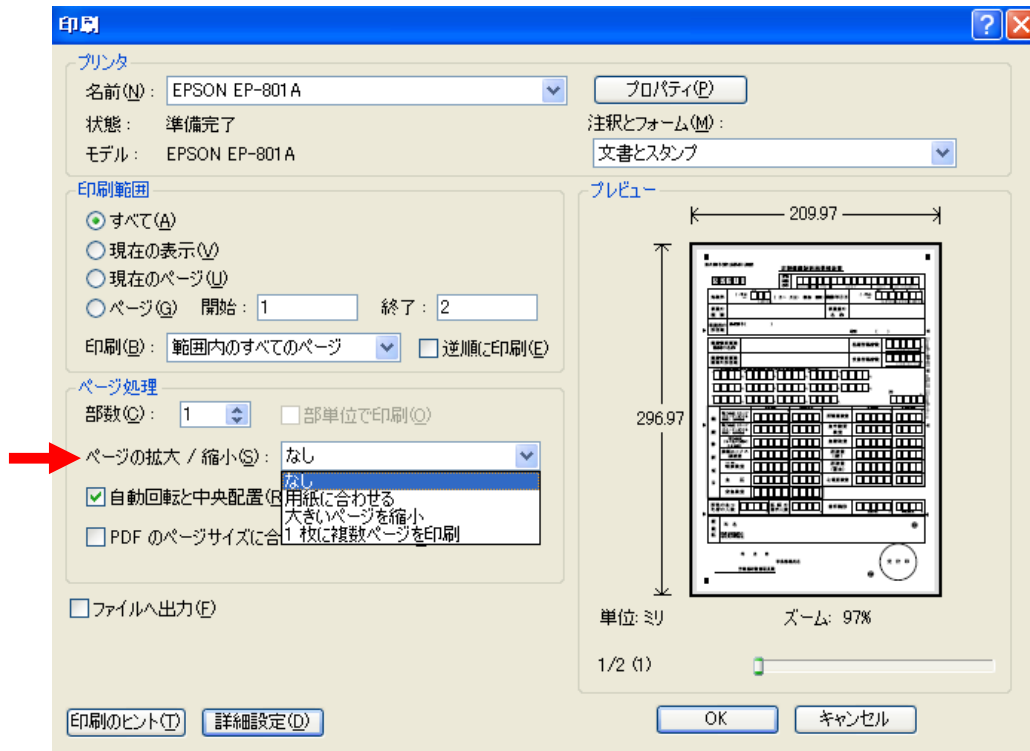 印刷
プリンタ
名前(N): EPSON EP-801A
プロパティ(P)
状態: 準備完了
注釈とフォーム(M):
モデル: EPSON EP-801A
文書とスタンプ
印刷範囲
すべて(A)
現在の表示(V)
現在のページ(U)
ページ(G) 開始: 1 終了: 2
印刷(B): 範囲内のすべてのページ 逆順に印刷(E)
ページ処理
部数(C): 1 部単位で印刷(O)
ページの拡大 / 縮小(S): なし
なし
用紙に合わせる
大きいページを縮小
1 枚に複数ページを印刷
自動回転と中央配置(R
PDF のページサイズに合
ファイルへ出力(F)
プレビュー
209.97
296.97
単位: ミリ ズーム: 97%
1/2 (1)
印刷のヒント(T) 詳細設定(D) OK キャンセル